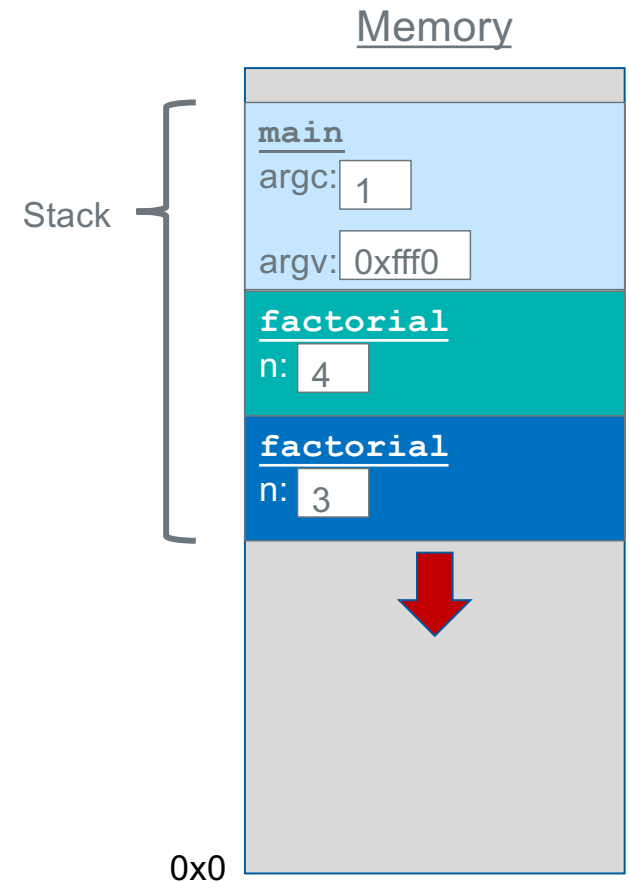 Memory
main
argc: 1
Stack
argv: 0xfff0
factorial
n: 4
factorial
n: 3
0x0